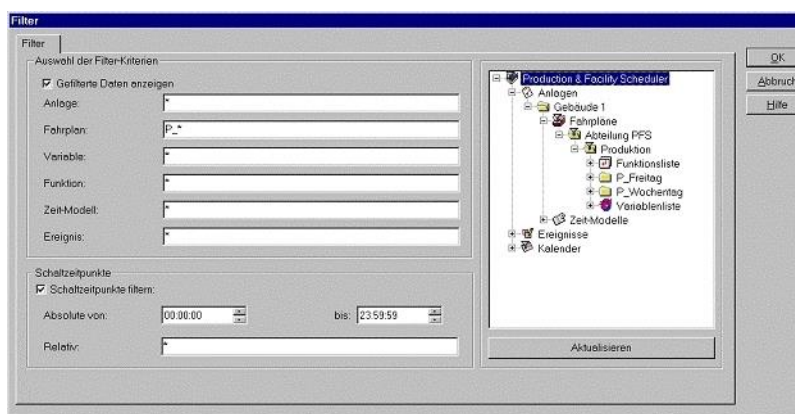 Filter
Filter
Auswahl der Filter-Kriterien
Gefilterte Daten anzeigen
Anlage: *
Fahrplan: P_*
Variable: *
Funktion: *
Zeit-Modell: *
Ereignis: *
Schaltzeitpunkte
Schaltzeitpunkte filtern:
Absolute von: 00:00:00 bis: 23:59:59
Relativ: *
Production & Facility Scheduler
Anlagen
Gebäude 1
Fahrpläne
Abteilung PFS
Produktion
Funktionsliste
P_Freitag
P_Wochentag
Variablenliste
Zeit-Modelle
Ereignisse
Kalender
Aktualisieren
OK
Abbruch
Hilfe